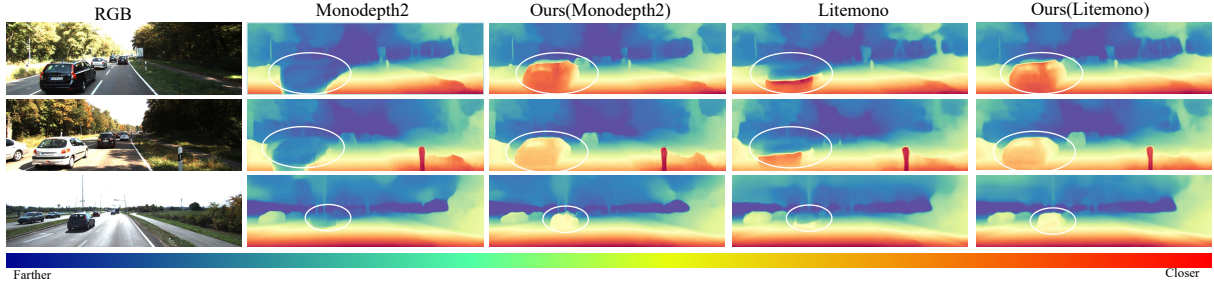 RGB
Monodepth2
Ours(Monodepth2)
Litemono
Ours(Litemono)
Farther
Closer